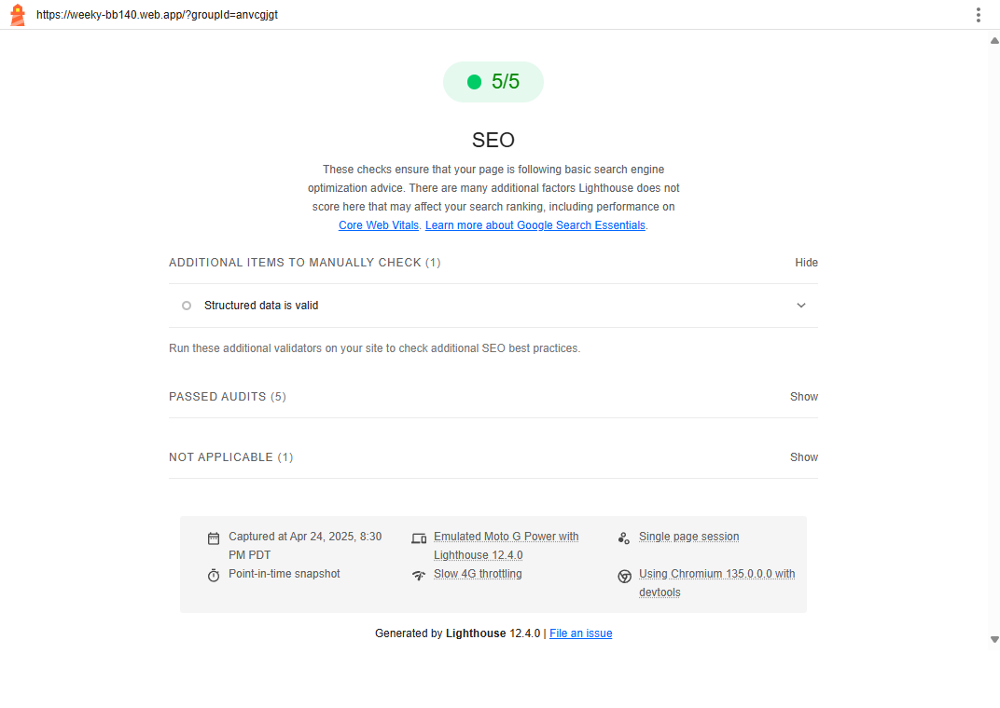 https://weeky-bb140.web.app/?groupId=anvcgjgt
5/5
SEO
These checks ensure that your page is following basic search engine
optimization advice. There are many additional factors Lighthouse does not
score here that may affect your search ranking, including performance on
Core Web Vitals. Learn more about Google Search Essentials.
ADDITIONAL ITEMS TO MANUALLY CHECK (1) Hide
Structured data is valid
Run these additional validators on your site to check additional SEO best practices.
PASSED AUDITS (5) Show
NOT APPLICABLE (1) Show
Captured at Apr 24, 2025, 8:30
PM PDT
Emulated Moto G Power with
Lighthouse 12.4.0
Single page session
Point-in-time snapshot
Slow 4G throttling
Using Chromium 135.0.0.0 with
devtools
Generated by Lighthouse 12.4.0 | File an issue